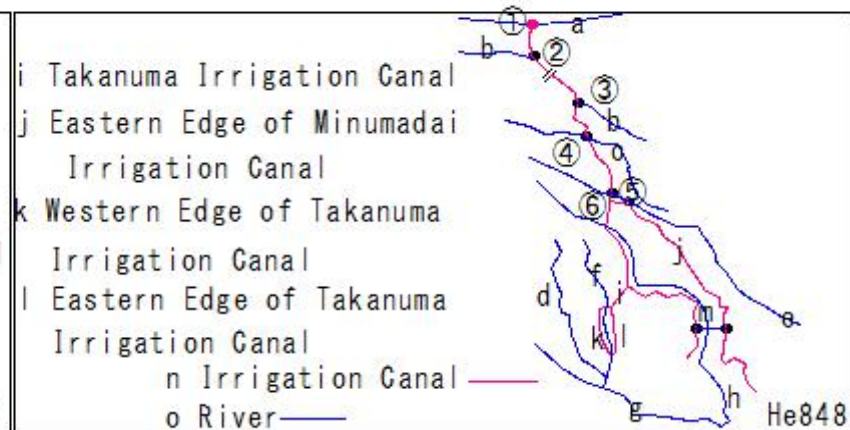 i Takanuma Irrigation Canal
j Eastern Edge of Minumadai
Irrigation Canal
k Western Edge of Takanuma
Irrigation Canal
l Eastern Edge of Takanuma
Irrigation Canal
n Irrigation Canal
o River
① a
b ②
③
b
④ o
⑤
⑥
j
f i
d
m
e
k l
h
g
He848